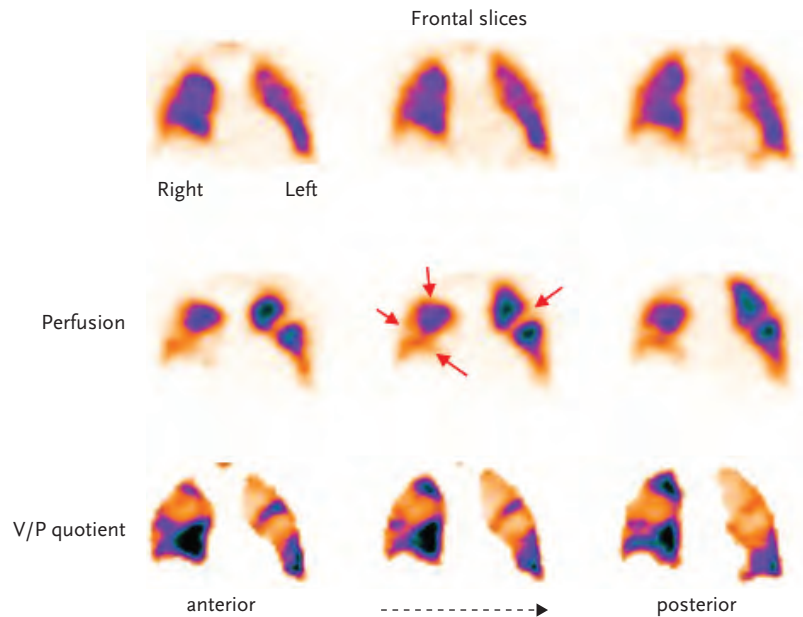 Frontal slices
Right
Left
Perfusion
V/P quotient
anterior
posterior